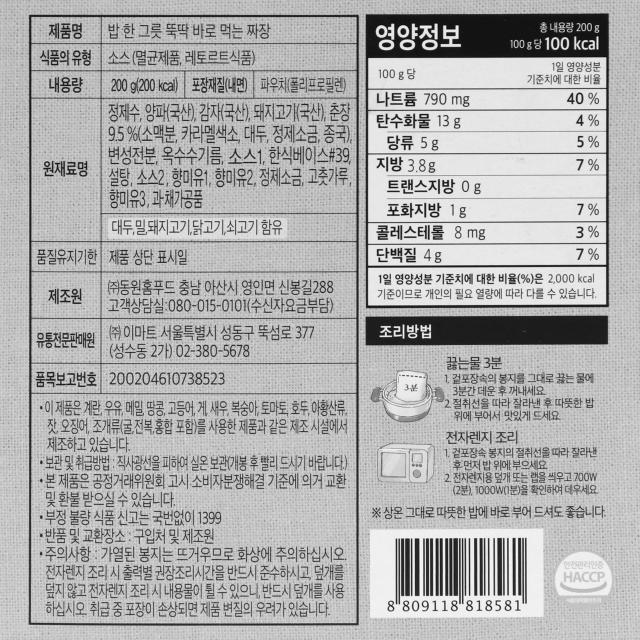 제품명 밥 한 그릇 뚝딱 바로 먹는 짜장
식품의 유형 소스(멸균제품, 레토르트식품)
내용량 200 g(200 kcal) 포장재질(내면) 파우치(폴리프로필렌)
원재료명
정제수, 양파(국산), 감자(국산), 돼지고기(국산), 춘장
9.5 %(소맥분, 카라멜색소, 대두, 정제소금, 종국),
변성전분, 옥수수기름, 소스1, 한식베이스#39,
설탕, 소스2, 향미유1, 향미유2, 정제소금, 고춧가루,
향미유3, 과·채가공품
대두,밀,돼지고기,닭고기,쇠고기 함유
품질유지기한 제품 상단 표시일
제조원
㈜동원홈푸드 충남 아산시 영인면 신봉길288
고객상담실:080-015-0101(수신자요금부담)
유통전문판매원
㈜이마트 서울특별시 성동구 뚝섬로 377
(성수동 2가) 02-380-5678
품목보고번호 200204610738523
• 이 제품은 계란, 우유, 메밀, 땅콩, 고등어, 게, 새우, 복숭아, 토마토, 호두, 아황산류,
잣, 오징어, 조개류(굴,전복,홍합 포함)를 사용한 제품과 같은 제조 시설에서
제조하고 있습니다.
• 보관 및 취급방법 : 직사광선을 피하여 실온 보관(개봉 후 빨리 드시기 바랍니다.)
• 본 제품은 공정거래위원회 고시 소비자분쟁해결 기준에 의거 교환
및 환불 받으실 수 있습니다.
• 부정 불량 식품 신고는 국번없이 1399
• 반품 및 교환장소 : 구입처 및 제조원
• 주의사항 : 가열된 봉지는 뜨거우므로 화상에 주의하십시오.
전자렌지 조리 시 출력별 권장조리시간을 반드시 준수하시고, 덮개를
덮지 않고 전자렌지 조리 시 내용물이 튈 수 있으니, 반드시 덮개를 사용
하십시오. 취급 중 포장이 손상되면 제품 변질의 우려가 있습니다.
영양정보
총 내용량 200 g
100 g 당 100 kcal
100 g 당
1일 영양성분
기준치에 대한 비율
나트륨 790 mg 40 %
탄수화물 13 g 4 %
당류 5 g 5 %
지방 3.8 g 7 %
트랜스지방 0 g
포화지방 1 g 7 %
콜레스테롤 8 mg 3 %
단백질 4 g 7 %
1일 영양성분 기준치에 대한 비율(%)은 2,000 kcal
기준이므로 개인의 필요 열량에 따라 다를 수 있습니다.
조리방법
3분
끓는물 3분
1. 겉포장속의 봉지를 그대로 끓는 물에
3분간 데운 후 꺼내세요.
2. 절취선을 따라 잘라낸 후 따뜻한 밥
위에 부어서 맛있게 드세요.
전자렌지 조리
1. 겉포장속 봉지의 절취선을 따라 잘라낸
후 먼저 밥 위에 부으세요.
2. 전자렌지용 덮개 또는 랩을 씌우고 700W
(2분), 1000W(1분)을 확인하여 데우세요.
※ 상온 그대로 따뜻한 밥에 바로 부어 드셔도 좋습니다.
8 809118 818581
안전관리인증
HACCP